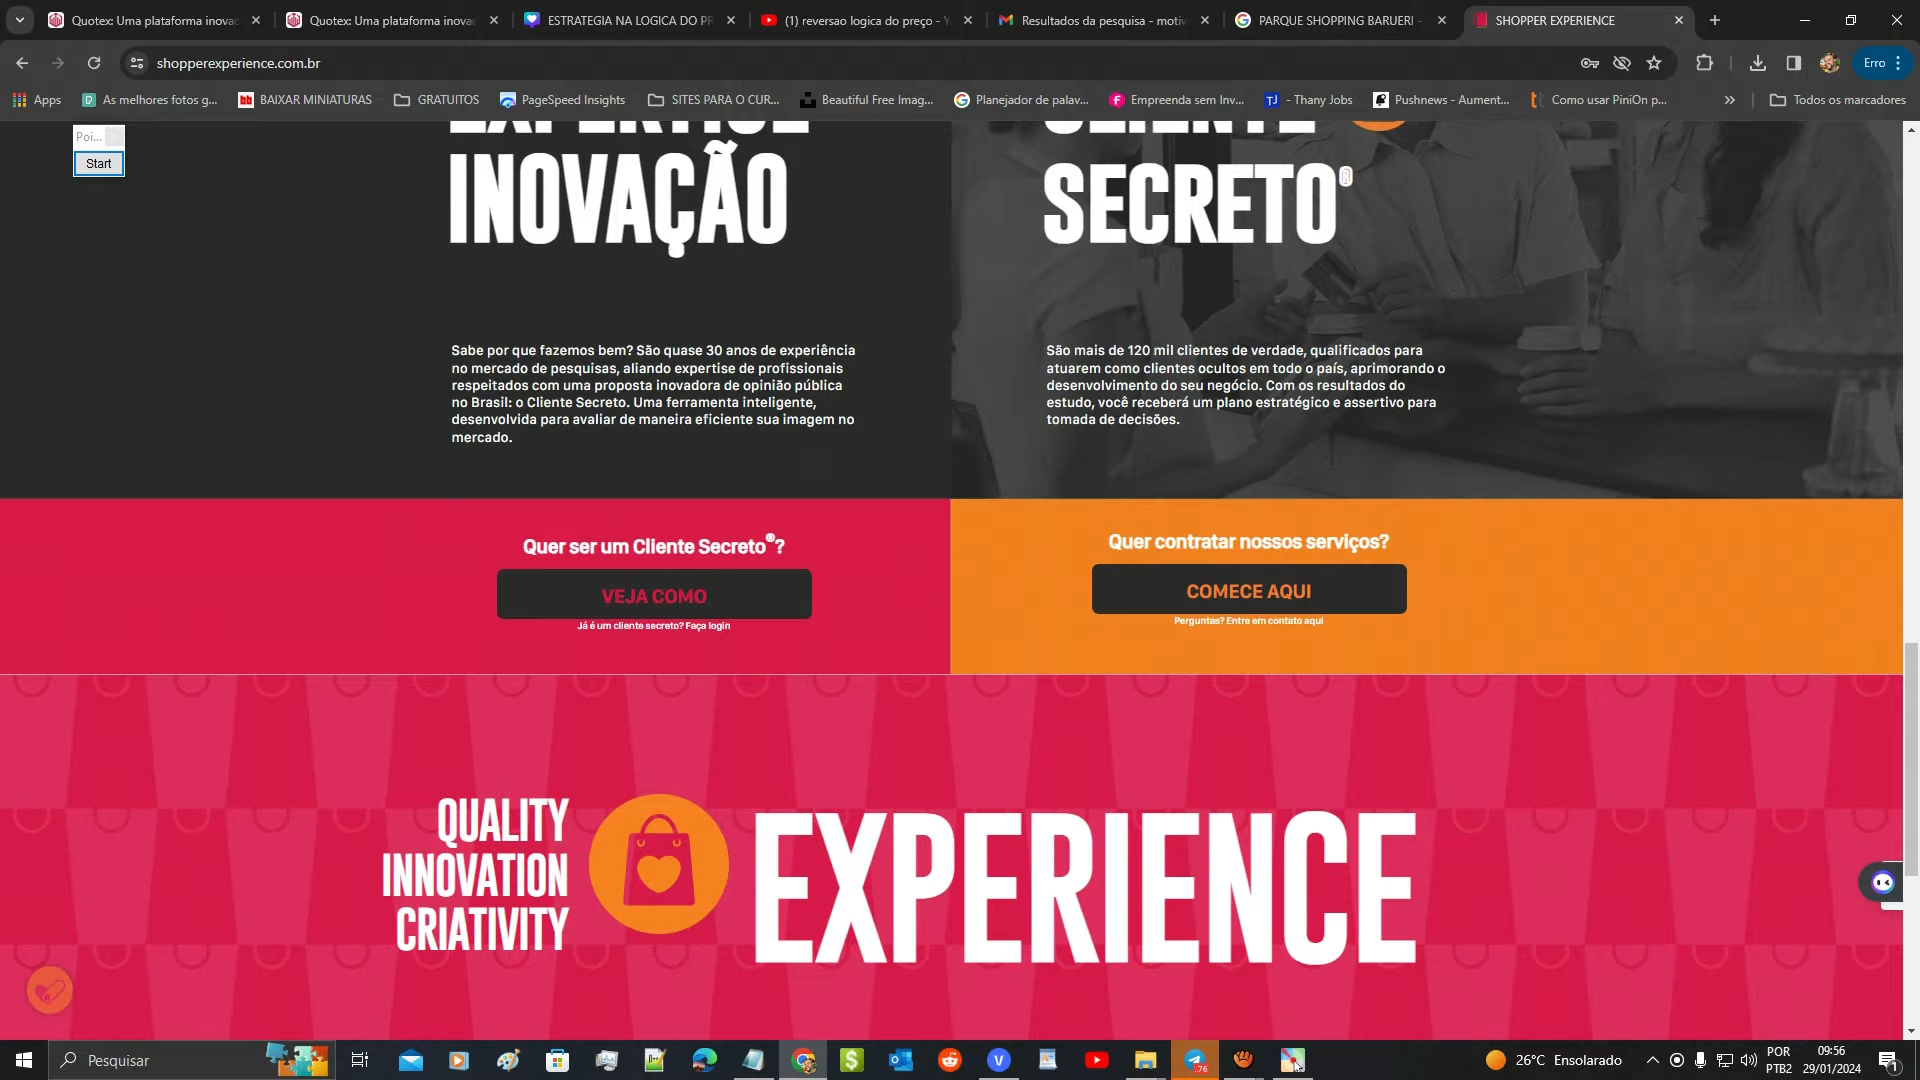 Quotex: Uma plataforma inova
Quotex: Uma plataforma inova
ESTRATEGIA NA LOGICA DO PR
(1) reversao logica do preço - Y
Resultados da pesquisa - motiv
PARQUE SHOPPING BARUERI -
SHOPPER EXPERIENCE
shopperexperience.com.br
Erro
Apps
As melhores fotos g...
BAIXAR MINIATURAS
GRATUITOS
PageSpeed Insights
SITES PARA O CUR...
Beautiful Free Imag...
Planejador de palav...
Empreenda sem Inv...
- Thany Jobs
Pushnews - Aument...
Como usar PiniOn p...
»
Todos os marcadores
Poi...
Start
EXPERTISE
INOVAÇÃO
CLIENTE
SECRETO®
Sabe por que fazemos bem? São quase 30 anos de experiência
no mercado de pesquisas, aliando expertise de profissionais
respeitados com uma proposta inovadora de opinião pública
no Brasil: o Cliente Secreto. Uma ferramenta inteligente,
desenvolvida para avaliar de maneira eficiente sua imagem no
mercado.
São mais de 120 mil clientes de verdade, qualificados para
atuarem como clientes ocultos em todo o país, aprimorando o
desenvolvimento do seu negócio. Com os resultados do
estudo, você receberá um plano estratégico e assertivo para
tomada de decisões.
Quer ser um Cliente Secreto®?
VEJA COMO
Já é um cliente secreto? Faça login
Quer contratar nossos serviços?
COMECE AQUI
Perguntas? Entre em contato aqui
QUALITY
INNOVATION
CRIATIVITY
EXPERIENCE
Pesquisar
.76
26°C Ensolarado
POR
PTB2
09:56
29/01/2024
1